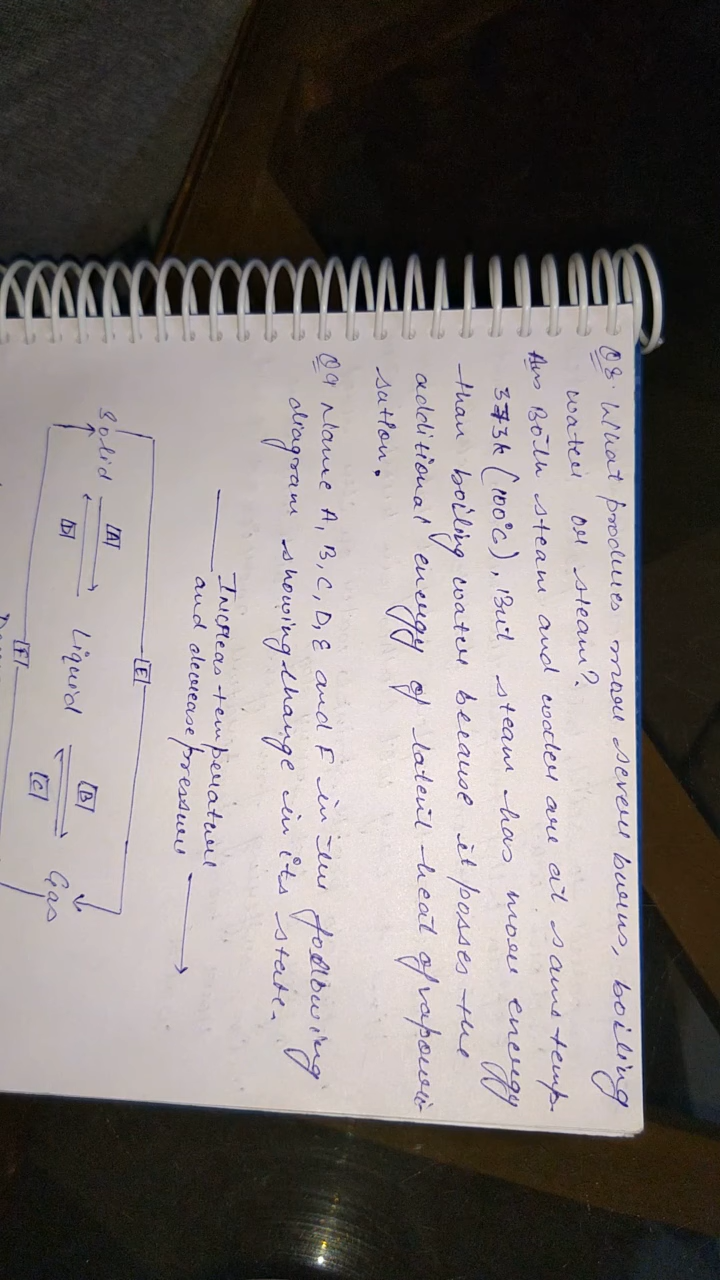 Q8. What produces more severe burns, boiling
water or steam?
Ans Both steam and water are at same temp
373k (100°C), But steam has more energy
than boiling water because it posses the
additional energy of latent heat of vapouri
sation.
Q9 Name A, B, C, D, E and F in the following
diagram showing change in its state.
Increas temperature
and decrease pressure
E
Solid A Liquid B Gas
D C
F